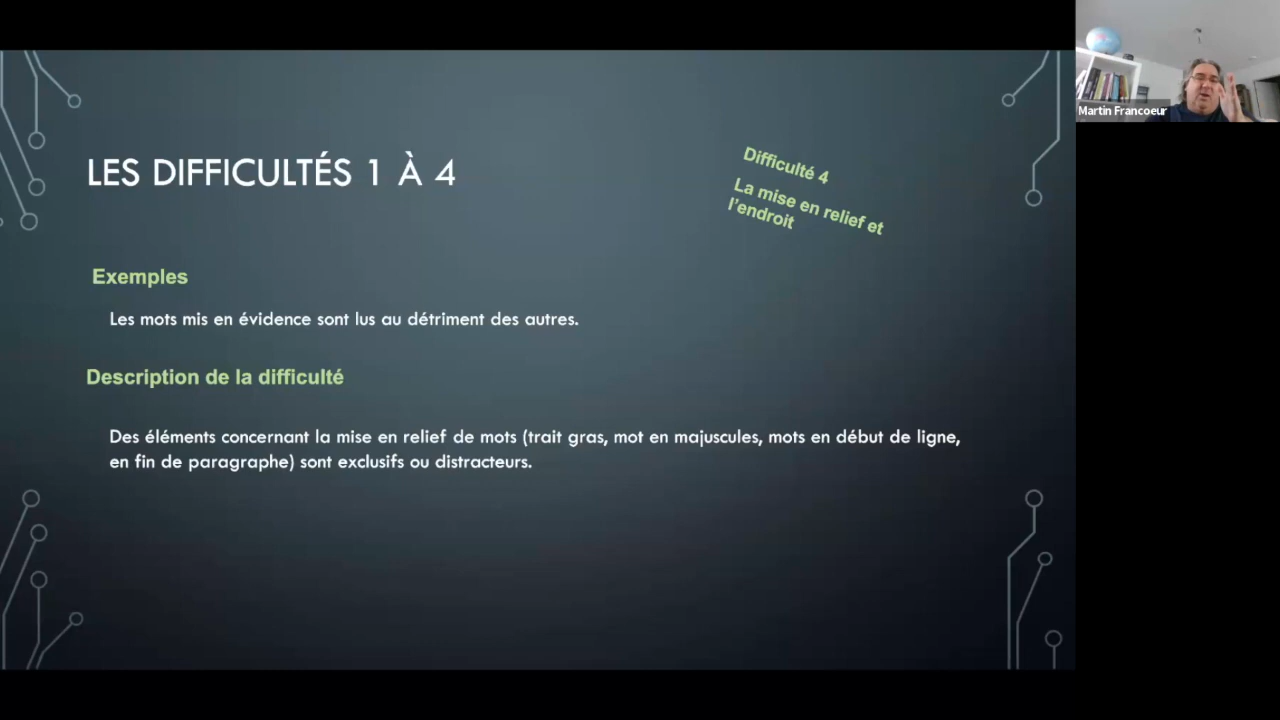 LES DIFFICULTÉS 1 À 4
Difficulté 4
La mise en relief et
l'endroit
Exemples
Les mots mis en évidence sont lus au détriment des autres.
Description de la difficulté
Des éléments concernant la mise en relief de mots (trait gras, mot en majuscules, mots en début de ligne,
en fin de paragraphe) sont exclusifs ou distracteurs.
Martin Francoeur